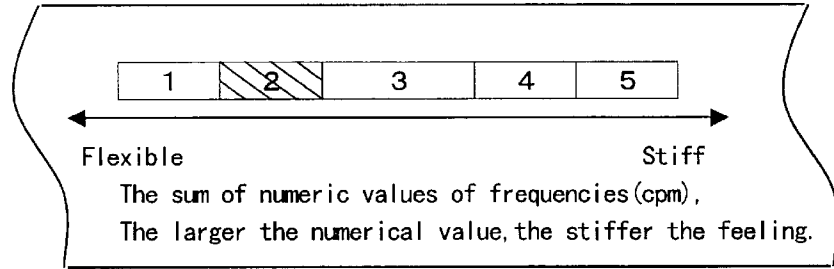 1 2 3 4 5
Flexible Stiff
The sum of numeric values of frequencies(cpm),
The larger the numerical value,the stiffer the feeling.